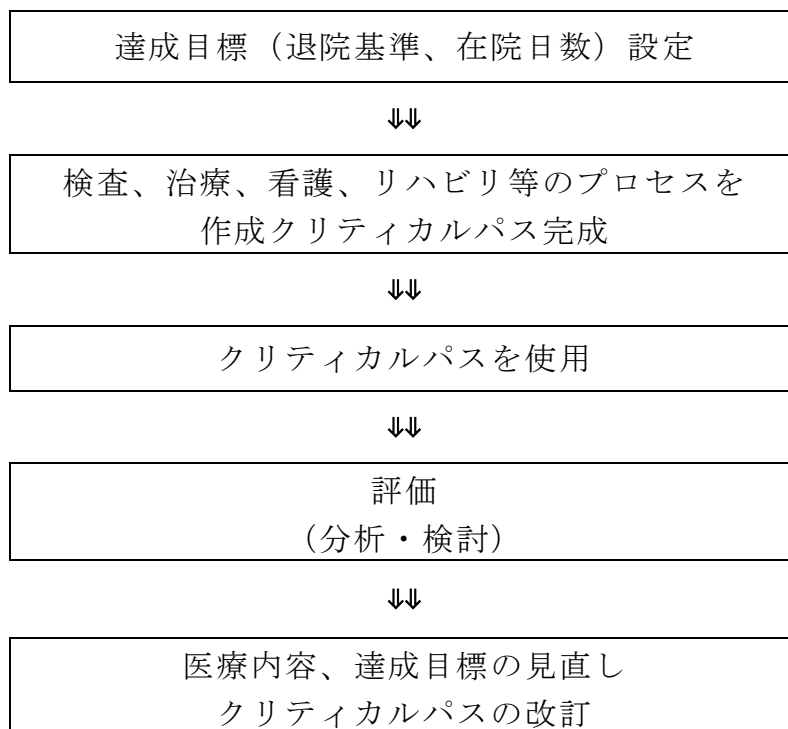 達成目標（退院基準、在院日数）設定
⇓⇓
検査、治療、看護、リハビリ等のプロセスを
作成クリティカルパス完成
⇓⇓
クリティカルパスを使用
⇓⇓
評価
（分析・検討）
⇓⇓
医療内容、達成目標の見直し
クリティカルパスの改訂